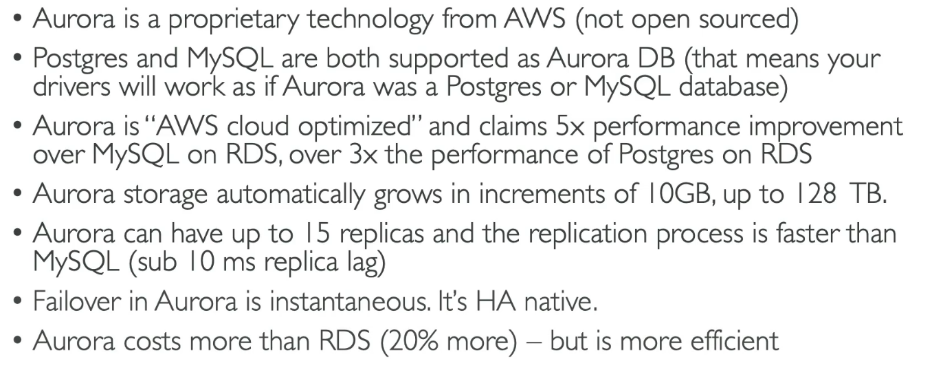 • Aurora is a proprietary technology from AWS (not open sourced)
• Postgres and MySQL are both supported as Aurora DB (that means your
drivers will work as if Aurora was a Postgres or MySQL database)
• Aurora is “AWS cloud optimized” and claims 5x performance improvement
over MySQL on RDS, over 3x the performance of Postgres on RDS
• Aurora storage automatically grows in increments of 10GB, up to 128 TB.
• Aurora can have up to 15 replicas and the replication process is faster than
MySQL (sub 10 ms replica lag)
• Failover in Aurora is instantaneous. It’s HA native.
• Aurora costs more than RDS (20% more) – but is more efficient